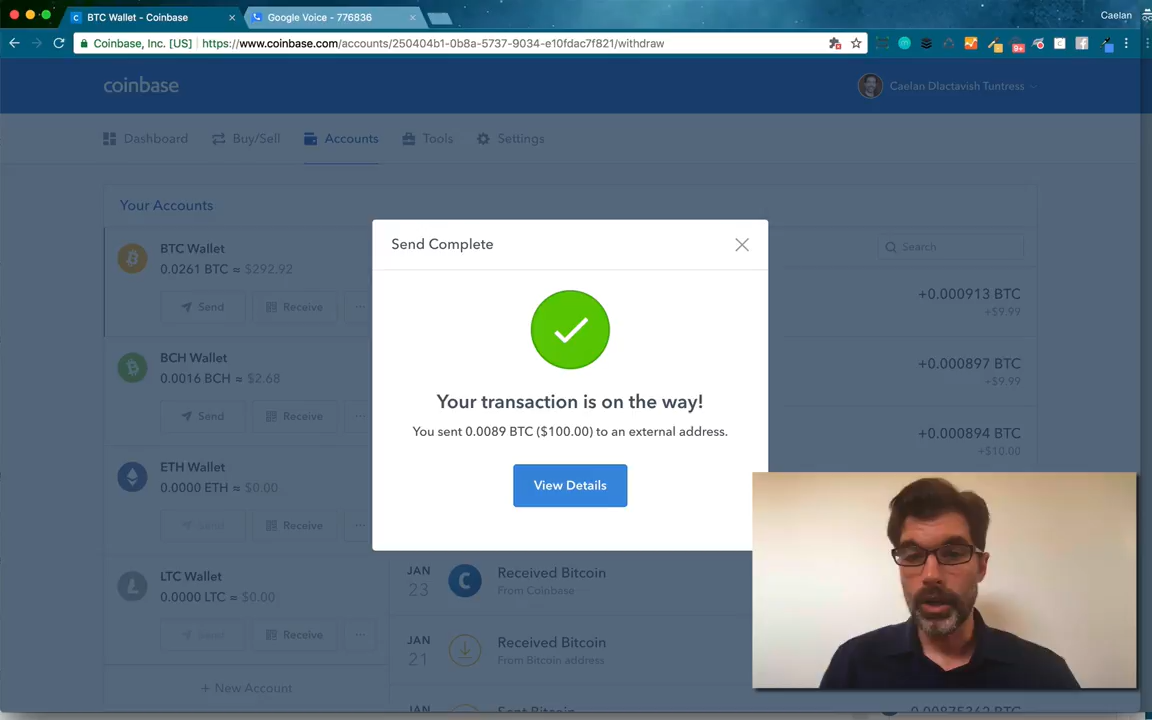 BTC Wallet - Coinbase
Google Voice - 776836
Caelan
Coinbase, Inc. [US]
https://www.coinbase.com/accounts/250404b1-0b8a-5737-9034-e10fdac7f821/withdraw
9+
coinbase
Caelan Dlactavish Tuntress
Dashboard
Buy/Sell
Accounts
Tools
Settings
Your Accounts
BTC Wallet
0.0261 BTC ≈ $292.92
Send
Receive
BCH Wallet
0.0016 BCH ≈ $2.68
Send
Receive
ETH Wallet
0.0000 ETH ≈ $0.00
Send
Receive
LTC Wallet
0.0000 LTC ≈ $0.00
Send
Receive
+ New Account
Send Complete
Your transaction is on the way!
You sent 0.0089 BTC ($100.00) to an external address.
View Details
Search
+0.000913 BTC
+$9.99
+0.000897 BTC
+$9.99
+0.000894 BTC
+$10.00
JAN
23
Received Bitcoin
From Coinbase
JAN
21
Received Bitcoin
From Bitcoin address
JAN
Sent Bitcoin